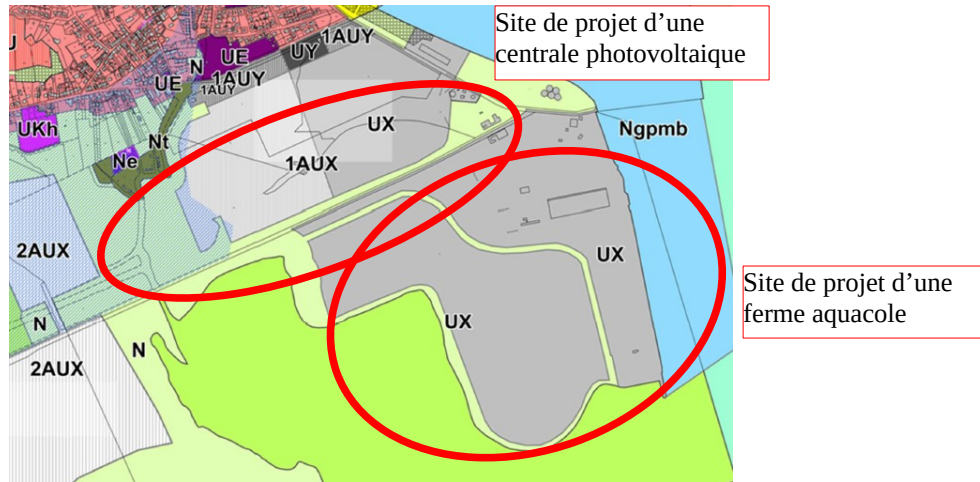 Site de projet d'une
centrale photovoltaique
1AUY
UE
UY
N
UE
1AUY
1AUY
UKh
UX
Ngpmb
Nt
Ne
1AUX
2AUX
UX
Site de projet d'une
ferme aquacole
UX
N
N
2AUX